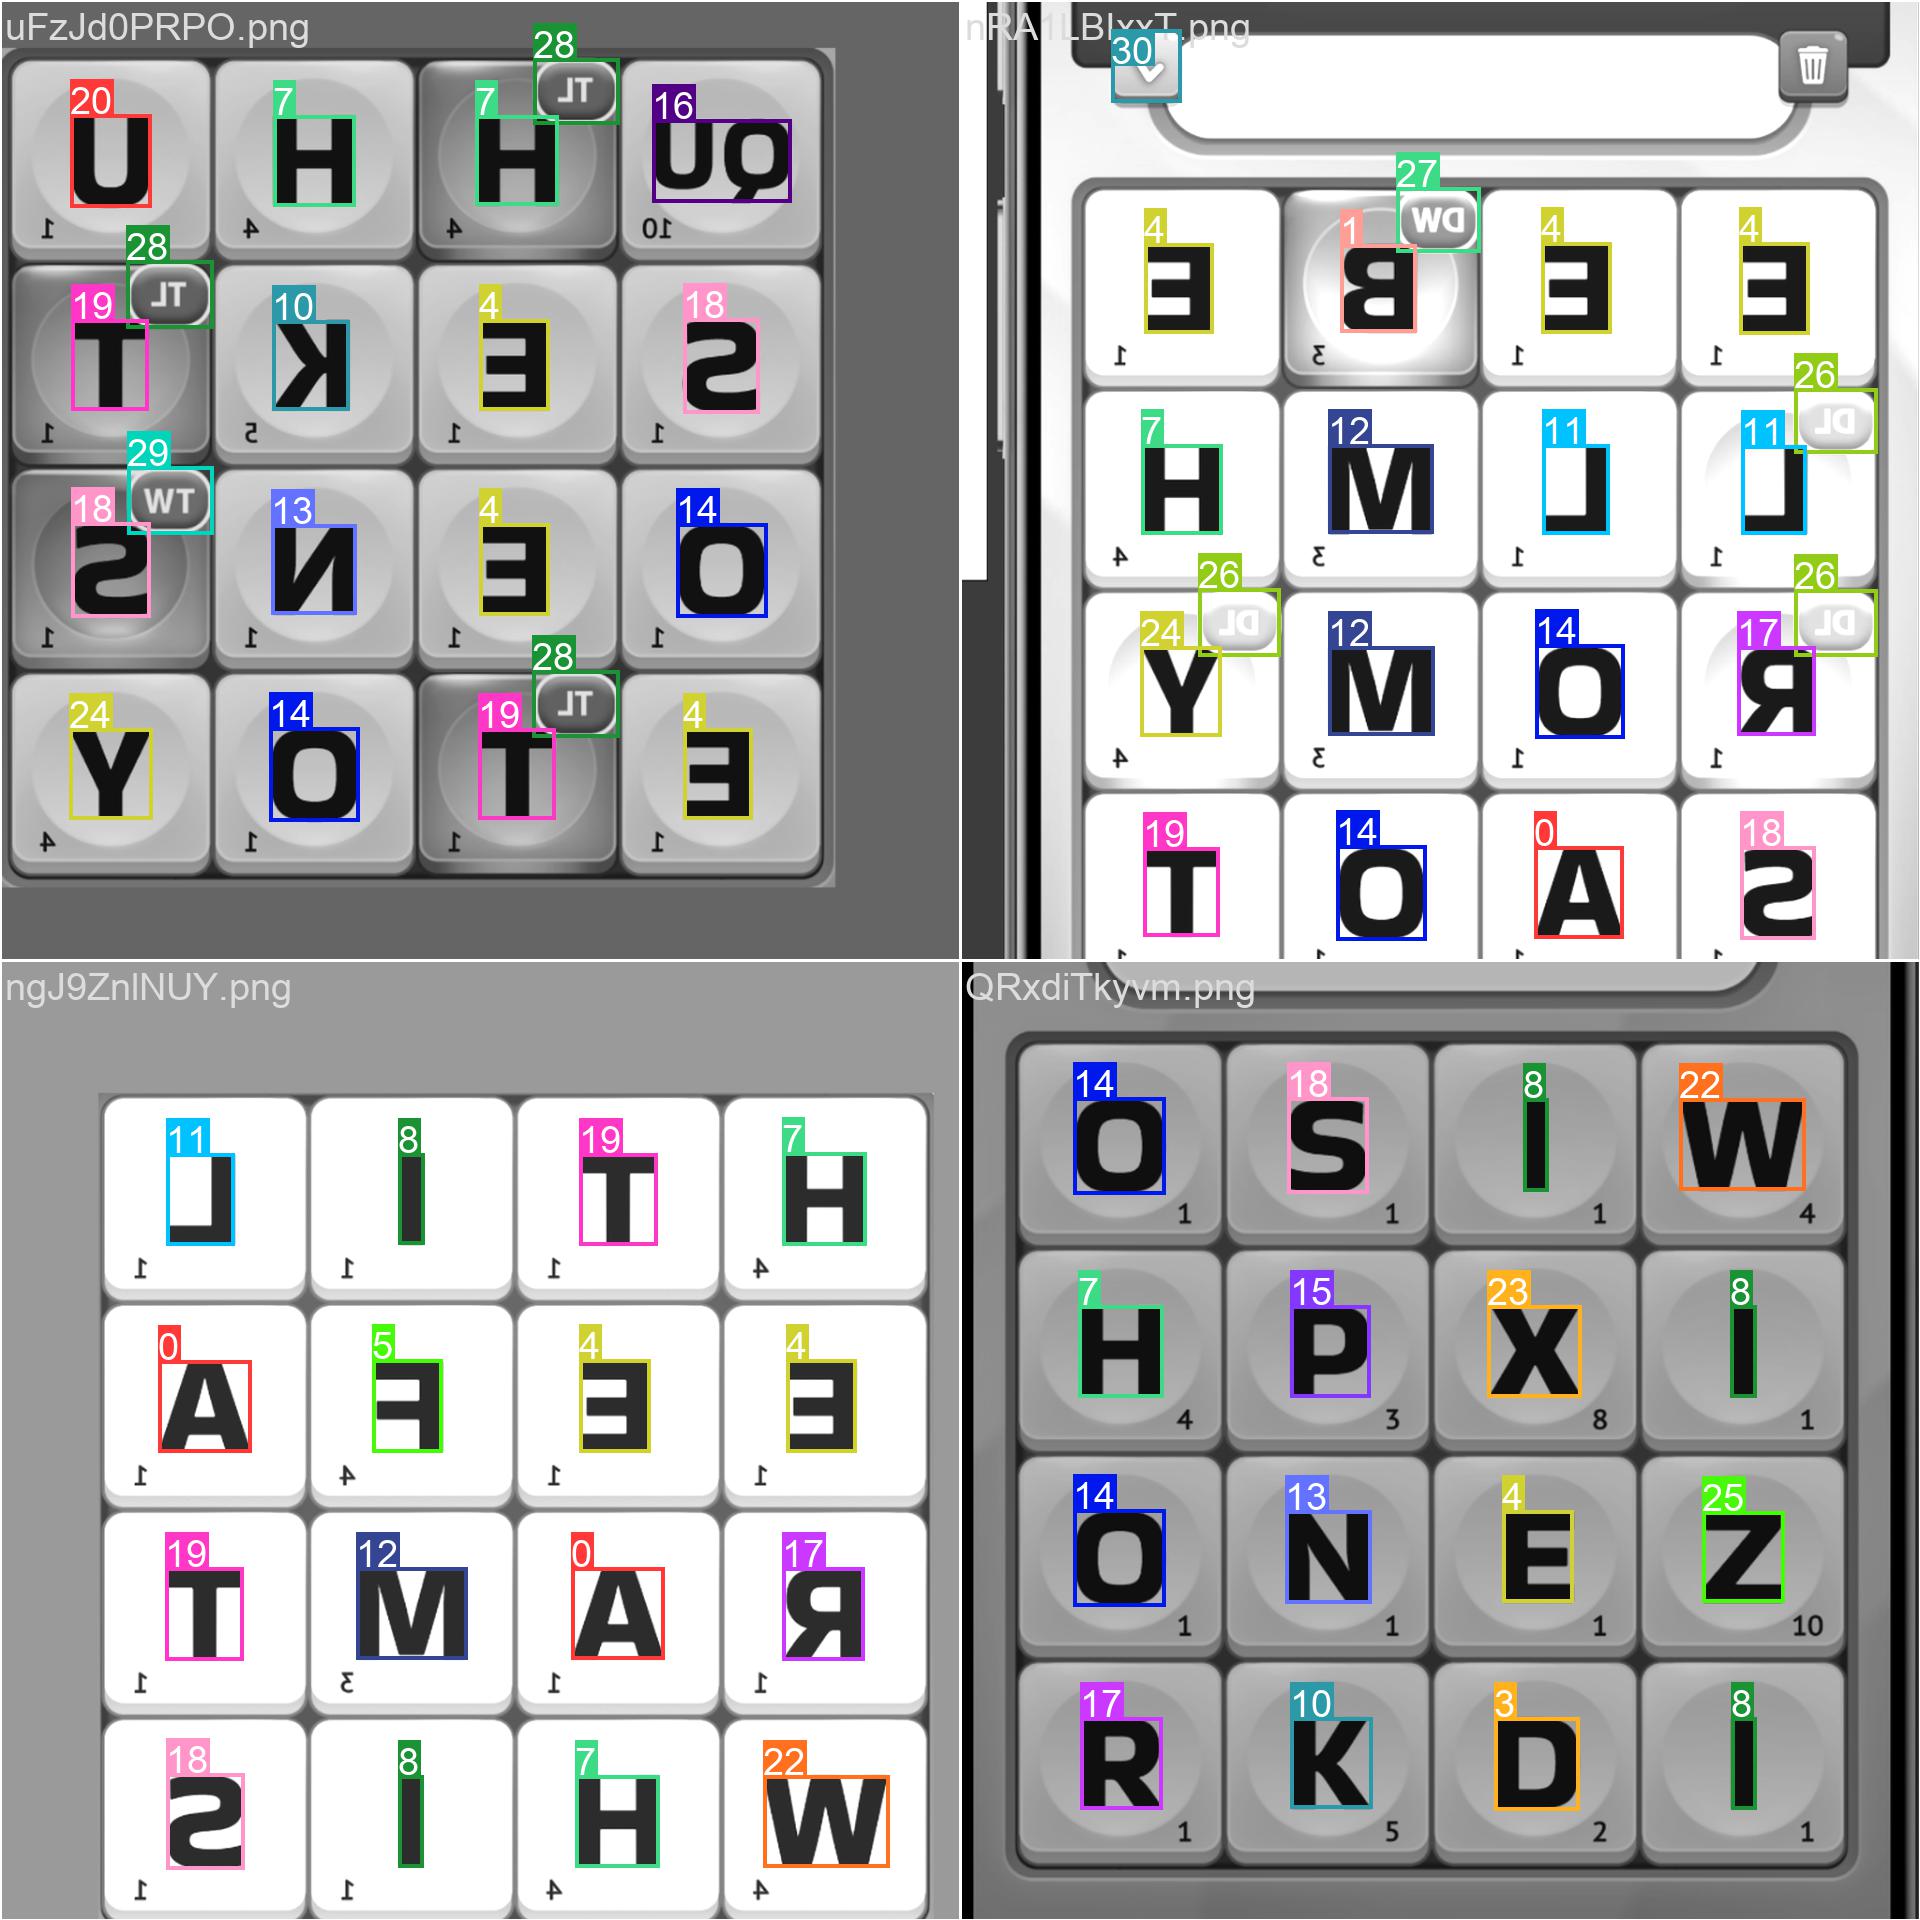 uFzJd0PRPO.png
28
20 7 7 TL 16
U H H QU
1 4 4 10
28
19 TL 10 4 18
T K E S
1 5 1 1
29
18 TW 13 4 14
S N E O
1 1 1 1
28
24 14 19 TL 4
Y O T E
4 1 1 1
nRA1LBIxxT.png
30
27
4 1 DW 4 4
E B E E
1 3 1 1
26
7 12 11 11 DL
H M L L
4 3 1 1
26 26
24 DL 12 14 17 DL
Y M O R
4 3 1 1
19 14 0 18
T O A S
ngJ9ZnINUY.png
11 8 19 7
L I T H
1 1 1 4
0 5 4 4
A F E E
1 4 1 1
19 12 0 17
T M A R
1 3 1 1
18 8 7 22
S I H W
1 1 4 4
QRxdiTkyvm.png
14 18 8 22
O S I W
1 1 1 4
7 15 23 8
H P X I
4 3 8 1
14 13 4 25
O N E Z
1 1 1 10
17 10 3 8
R K D I
1 5 2 1